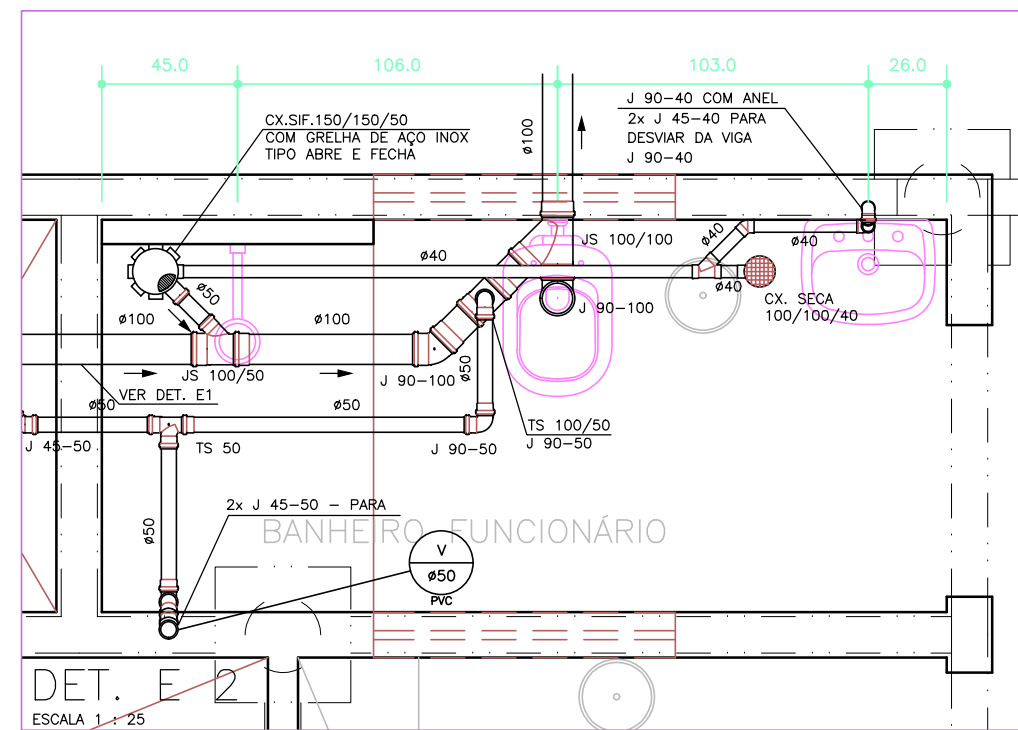 45.0
106.0
103.0
26.0
CX.SIF.150/150/50
COM GRELHA DE AÇO INOX
TIPO ABRE E FECHA
ø100
J 90-40 COM ANEL
2x J 45-40 PARA
DESVIAR DA VIGA
J 90-40
ø40
JS 100/100
ø40
ø40
ø40
ø50
J 90-100
CX. SECA
100/100/40
ø100
ø100
JS 100/50
J 90-100
ø50
VER DET. E1
ø50
ø50
J 45-50
TS 50
J 90-50
TS 100/50
J 90-50
ø50
2x J 45-50 - PARA
BANHEIRO FUNCIONÁRIO
V
ø50
PVC
DET. E 2
ESCALA 1 : 25